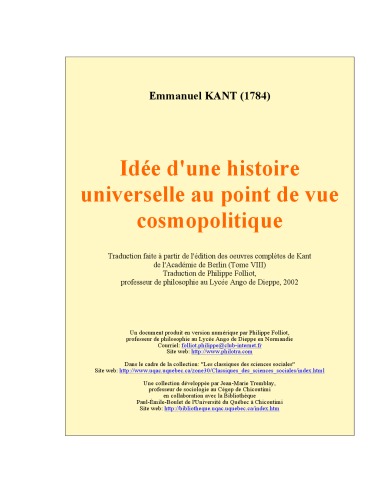 Emmanuel KANT (1784)
Idée d'une histoire
universelle au point de vue
cosmopolitique
Traduction faite à partir de l'édition des oeuvres complètes de Kant
de l'Académie de Berlin (Tome VIII)
Traduction de Philippe Folliot,
professeur de philosophie au Lycée Ango de Dieppe, 2002
Un document produit en version numérique par Philippe Folliot,
professeur de philosophie au Lycée Ango de Dieppe en Normandie
Courriel: folliot.philippe@club-internet.fr
Site web: http://www.philotra.com
Dans le cadre de la collection: "Les classiques des sciences sociales"
Site web: http://www.uqac.uquebec.ca/zone30/Classiques_des_sciences_sociales/index.html
Une collection développée par Jean-Marie Tremblay,
professeur de sociologie au Cégep de Chicoutimi
en collaboration avec la Bibliothèque
Paul-Émile-Boulet de l'Université du Québec à Chicoutimi
Site web: http://bibliotheque.uqac.uquebec.ca/index.htm